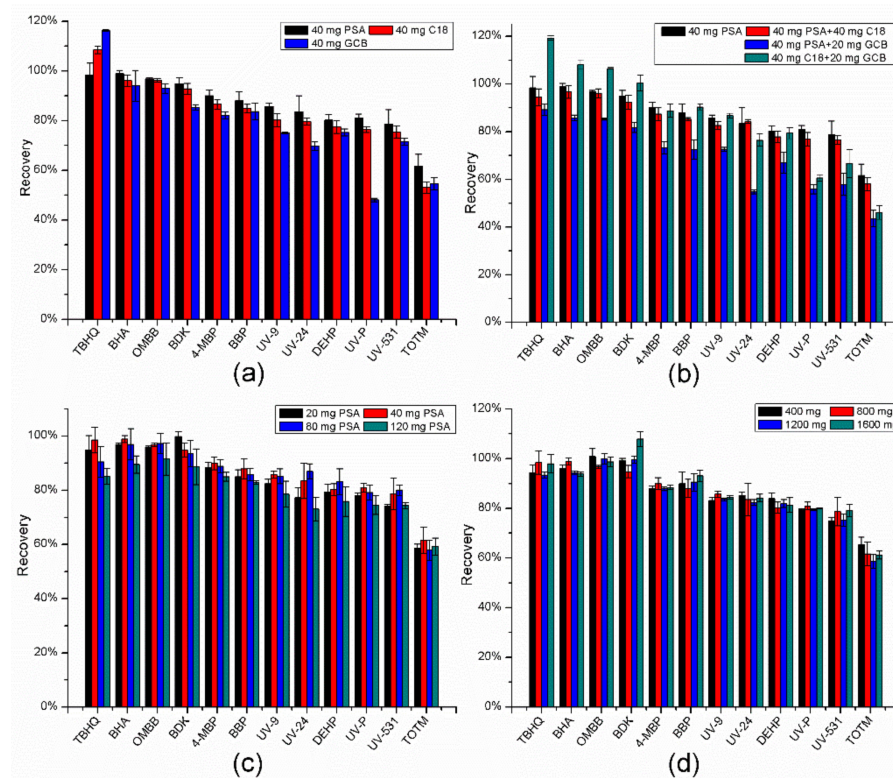 40 mg PSA 40 mg C18
40 mg GCB
120%
100%
80%
60%
40%
20%
0%
Recovery
TBHQ
BHA
OMBB
BDK
4-MBP
BBP
UV-9
UV-24
DEHP
UV-P
UV-531
TOTM
(a)
40 mg PSA 40 mg PSA+40 mg C18
40 mg PSA+20 mg GCB
40 mg C18+20 mg GCB
120%
100%
80%
60%
40%
20%
0%
Recovery
TBHQ
BHA
OMBB
BDK
4-MBP
BBP
UV-9
UV-24
DEHP
UV-P
UV-531
TOTM
(b)
20 mg PSA 40 mg PSA
80 mg PSA 120 mg PSA
100%
80%
60%
40%
20%
0%
Recovery
TBHQ
BHA
OMBB
BDK
4-MBP
BBP
UV-9
UV-24
DEHP
UV-P
UV-531
TOTM
(c)
400 mg 800 mg
1200 mg 1600 mg
120%
100%
80%
60%
40%
20%
0%
Recovery
TBHQ
BHA
OMBB
BDK
4-MBP
BBP
UV-9
UV-24
DEHP
UV-P
UV-531
TOTM
(d)